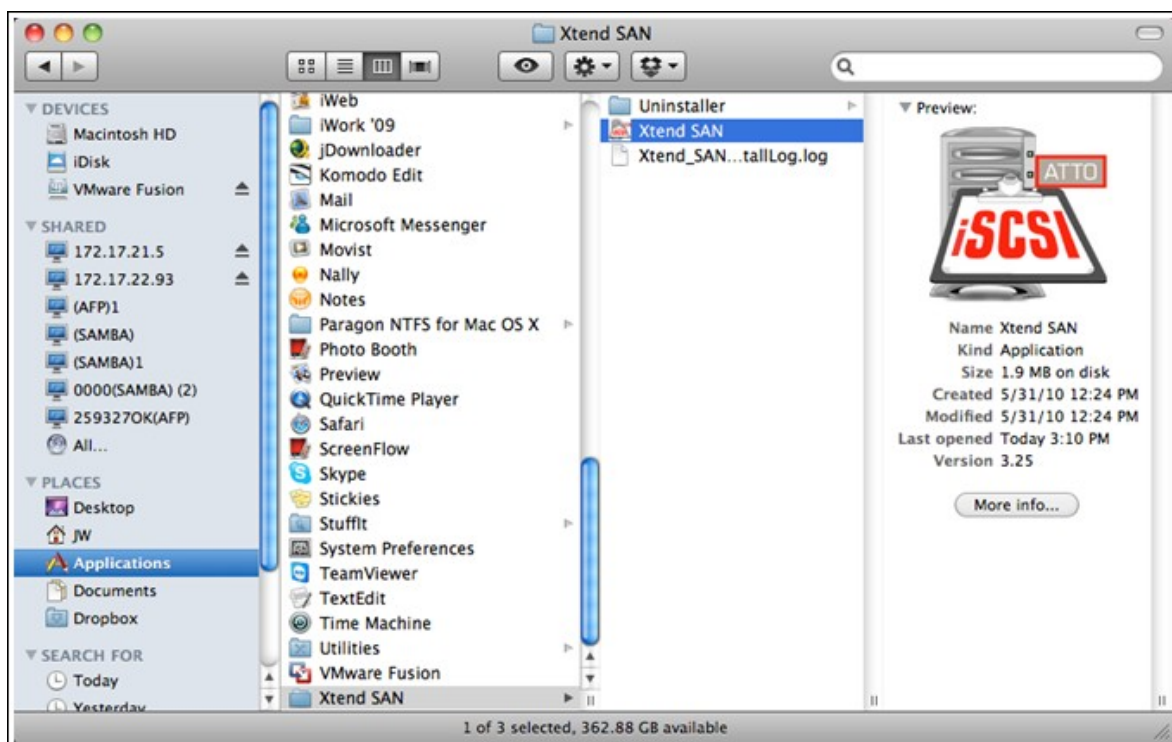 Xtend SAN
▼ DEVICES
Macintosh HD
iDisk
VMware Fusion
▼ SHARED
172.17.21.5
172.17.22.93
(AFP)1
(SAMBA)
(SAMBA)1
0000(SAMBA) (2)
259327OK(AFP)
All...
▼ PLACES
Desktop
JW
Applications
Documents
Dropbox
▼ SEARCH FOR
Today
Yesterday
iWeb
iWork '09
jDownloader
Komodo Edit
Mail
Microsoft Messenger
Movist
Nally
Notes
Paragon NTFS for Mac OS X
Photo Booth
Preview
QuickTime Player
Safari
ScreenFlow
Skype
Stickies
StuffIt
System Preferences
TeamViewer
TextEdit
Time Machine
Utilities
VMware Fusion
Xtend SAN
Uninstaller
Xtend SAN
Xtend_SAN...tallLog.log
▼ Preview:
ATTO
iSCSI
Name Xtend SAN
Kind Application
Size 1.9 MB on disk
Created 5/31/10 12:24 PM
Modified 5/31/10 12:24 PM
Last opened Today 3:10 PM
Version 3.25
More info...
1 of 3 selected, 362.88 GB available